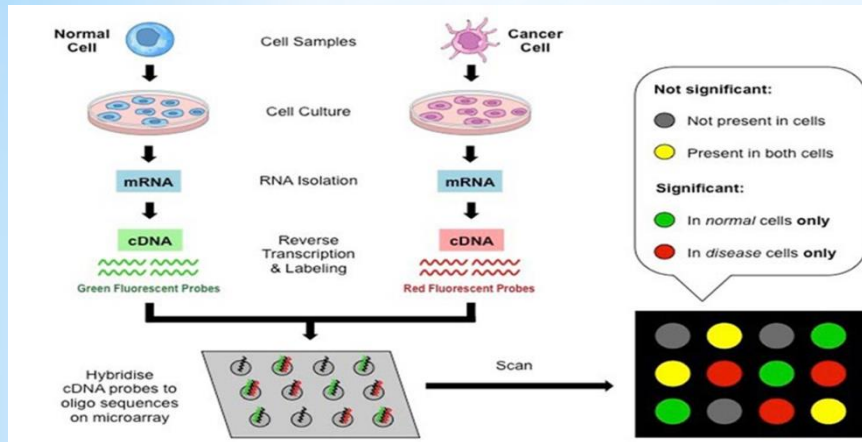 Normal
Cell
Cell Samples
Cancer
Cell
Cell Culture
mRNA
RNA Isolation
mRNA
cDNA
Reverse
Transcription
& Labeling
cDNA
Green Fluorescent Probes
Red Fluorescent Probes
Hybridise
cDNA probes to
oligo sequences
on microarray
Scan
Not significant:
Not present in cells
Present in both cells
Significant:
In normal cells only
In disease cells only